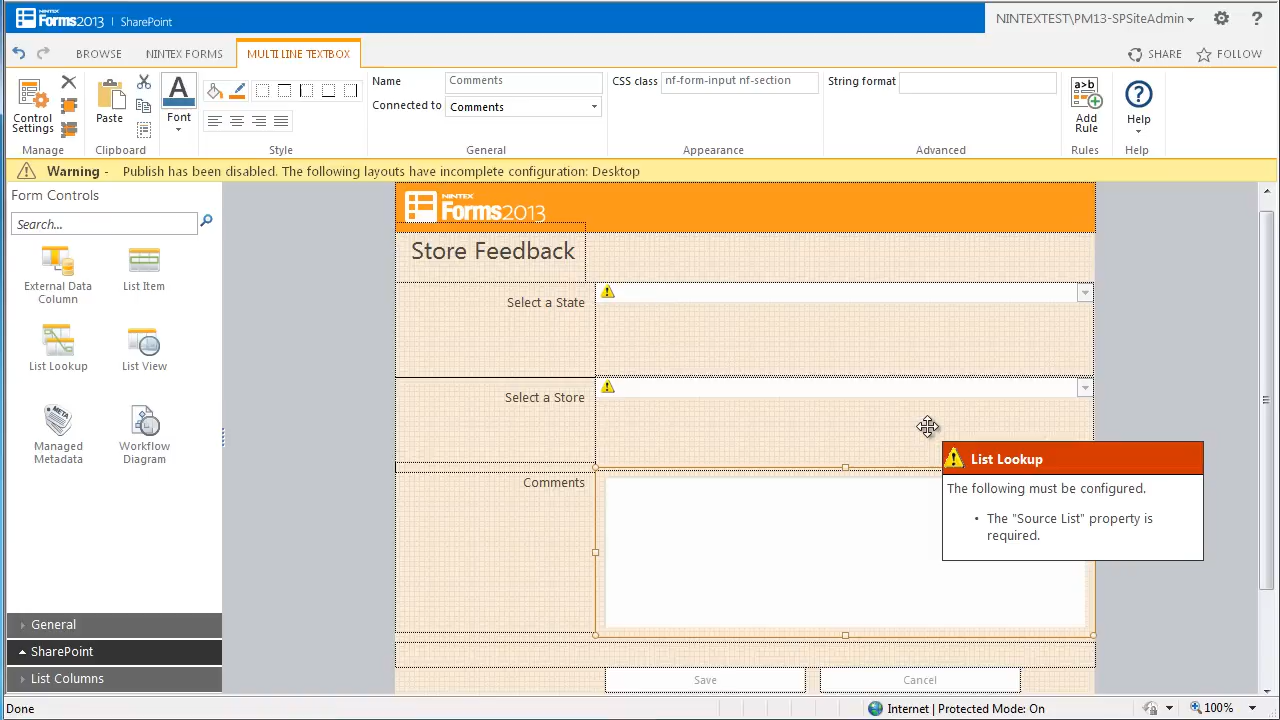 NINTEX
Forms2013 | SharePoint
NINTEXTEST\PM13-SPSiteAdmin
?
BROWSE
NINTEX FORMS
MULTI LINE TEXTBOX
SHARE
FOLLOW
Control
Settings
Manage
Paste
Clipboard
A
Font
Style
Name
Comments
Connected to
Comments
General
CSS class
nf-form-input nf-section
Appearance
String format
Advanced
a>b
Add
Rule
Rules
?
Help
Help
Warning - Publish has been disabled. The following layouts have incomplete configuration: Desktop
Form Controls
Search...
External Data
Column
List Item
List Lookup
List View
META
Managed
Metadata
Workflow
Diagram
General
SharePoint
List Columns
NINTEX
Forms2013
Store Feedback
Select a State
Select a Store
Comments
List Lookup
The following must be configured.
• The "Source List" property is
required.
Save
Cancel
Done
Internet | Protected Mode: On
100%